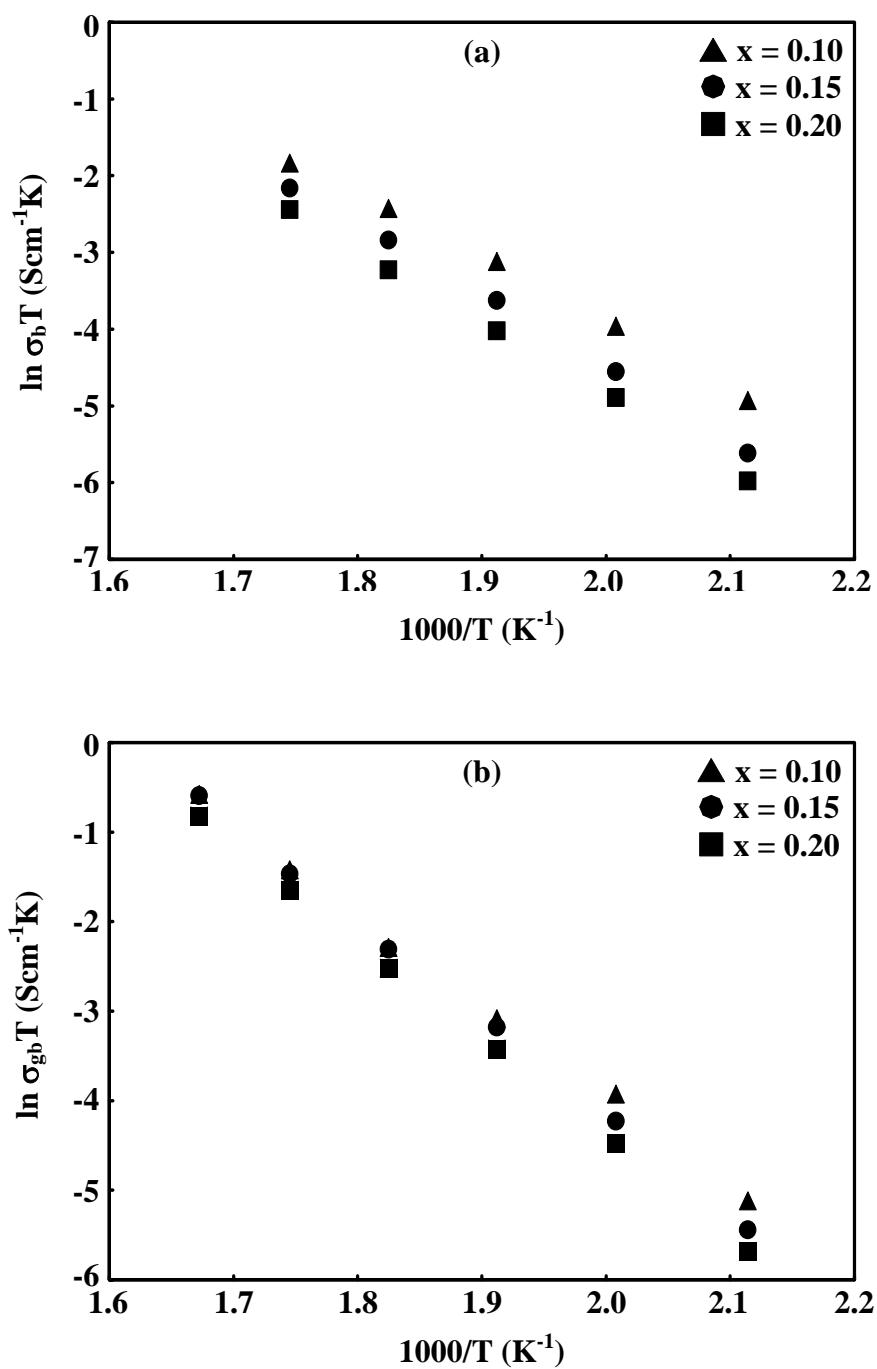 0
(a)
x = 0.10
x = 0.15
x = 0.20
-1
-2
-3
-4
-5
-6
-7
ln σbT (Scm-1K)
1.6 1.7 1.8 1.9 2.0 2.1 2.2
1000/T (K-1)
0
(b)
x = 0.10
x = 0.15
x = 0.20
-1
-2
-3
-4
-5
-6
ln σgbT (Scm-1K)
1.6 1.7 1.8 1.9 2.0 2.1 2.2
1000/T (K-1)